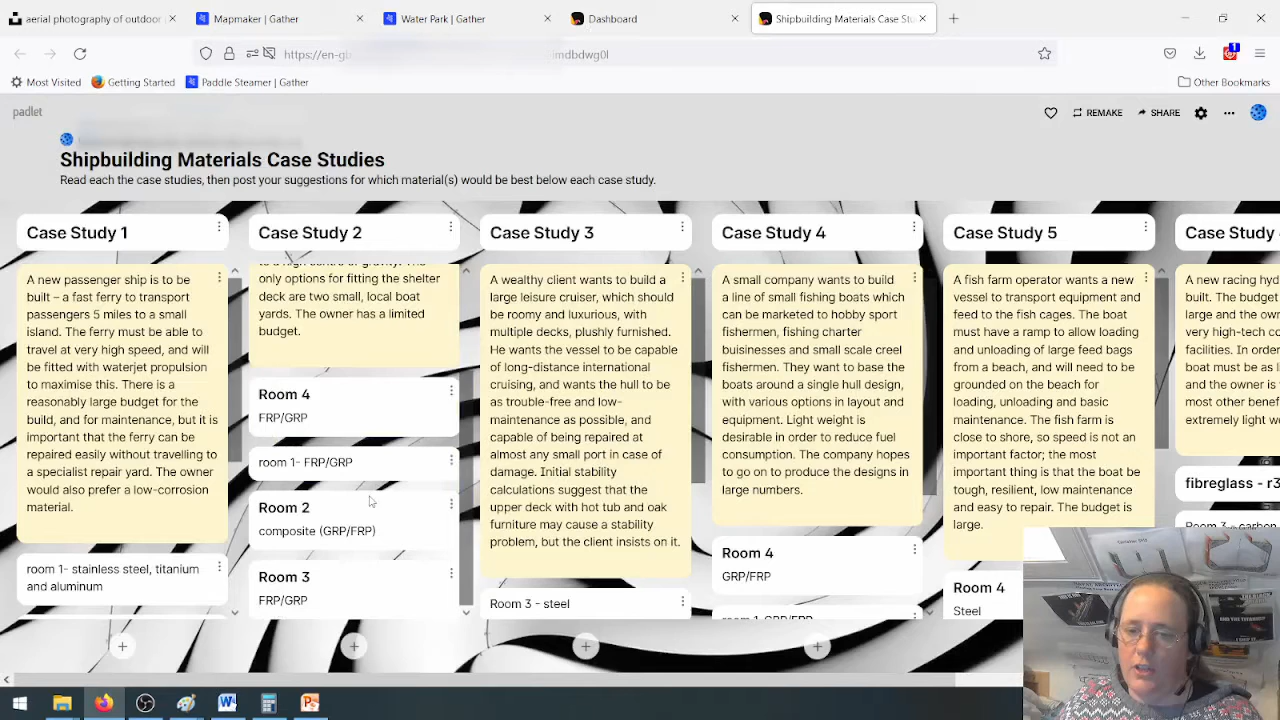 aerial photography of outdoor
Mapmaker | Gather
Water Park | Gather
Dashboard
Shipbuilding Materials Case Stu
https://en-gb
mdbdwg0l
1
Most Visited
Getting Started
Paddle Steamer | Gather
Other Bookmarks
padlet
REMAKE
SHARE
Shipbuilding Materials Case Studies
Read each the case studies, then post your suggestions for which material(s) would be best below each case study.
Case Study 1
A new passenger ship is to be
built – a fast ferry to transport
passengers 5 miles to a small
island. The ferry must be able to
travel at very high speed, and will
be fitted with waterjet propulsion
to maximise this. There is a
reasonably large budget for the
build, and for maintenance, but it is
important that the ferry can be
repaired easily without travelling to
a specialist repair yard. The owner
would also prefer a low-corrosion
material.
room 1- stainless steel, titanium
and aluminum
Case Study 2
to a high centre of gravity. The
only options for fitting the shelter
deck are two small, local boat
yards. The owner has a limited
budget.
Room 4
FRP/GRP
room 1- FRP/GRP
Room 2
composite (GRP/FRP)
Room 3
FRP/GRP
Case Study 3
A wealthy client wants to build a
large leisure cruiser, which should
be roomy and luxurious, with
multiple decks, plushly furnished.
He wants the vessel to be capable
of long-distance international
cruising, and wants the hull to be
as trouble-free and low-
maintenance as possible, and
capable of being repaired at
almost any small port in case of
damage. Initial stability
calculations suggest that the
upper deck with hot tub and oak
furniture may cause a stability
problem, but the client insists on it.
Room 3 - steel
Case Study 4
A small company wants to build
a line of small fishing boats which
can be marketed to hobby sport
fishermen, fishing charter
buisinesses and small scale creel
fishermen. They want to base the
boats around a single hull design,
with various options in layout and
equipment. Light weight is
desirable in order to reduce fuel
consumption. The company hopes
to go on to produce the designs in
large numbers.
Room 4
GRP/FRP
room 1-GRP/FRP
Case Study 5
A fish farm operator wants a new
vessel to transport equipment and
feed to the fish cages. The boat
must have a ramp to allow loading
and unloading of large feed bags
from a beach, and will need to be
grounded on the beach for
loading, unloading and basic
maintenance. The fish farm is
close to shore, so speed is not an
important factor; the most
important thing is that the boat be
tough, resilient, low maintenance
and easy to repair. The budget is
large.
Room 4
Steel
Case Study
A new racing hyd
built. The budget
large and the own
very high-tech co
facilities. In order
boat must be as li
and the owner is
most other benef
extremely light w
fibreglass - r3
Room 3 - carbon